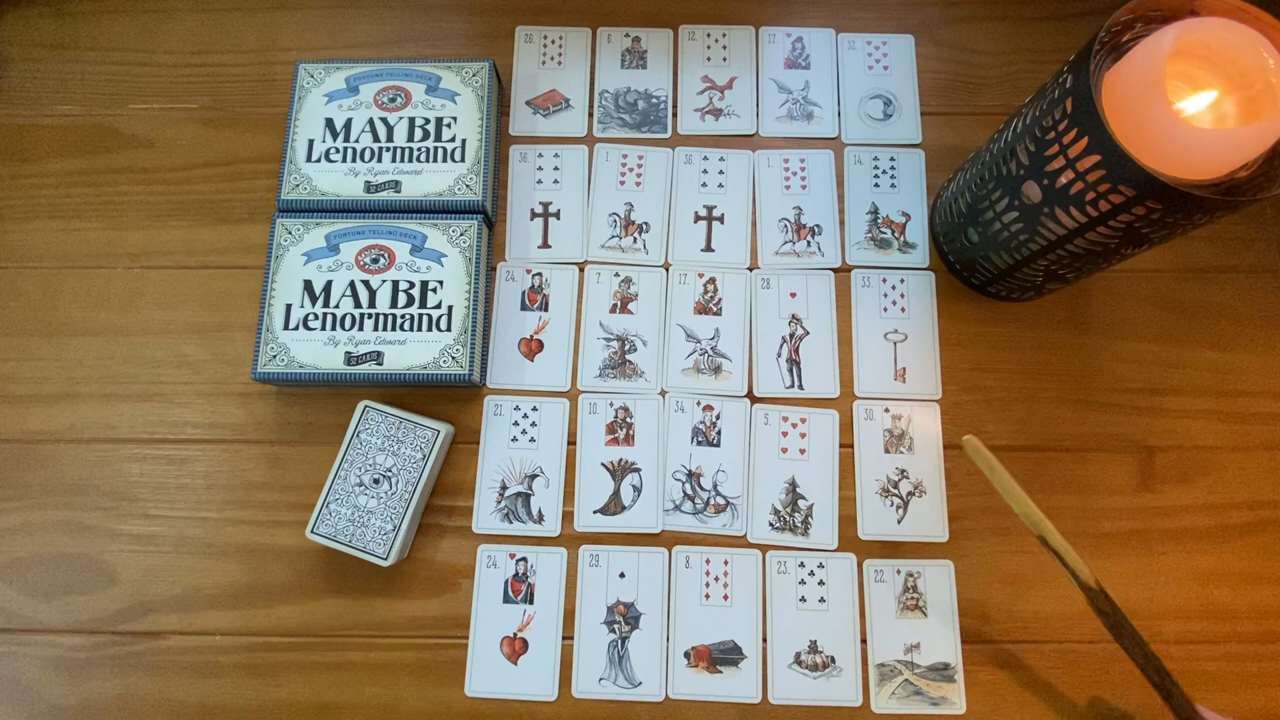 FORTUNE TELLING DECK
MAYBE
Lenormand
By Ryan Edward
52 CARDS
FORTUNE TELLING DECK
MAYBE
Lenormand
By Ryan Edward
52 CARDS
26. 6. 12. 17. 32.
36. 1. 36. 1. 14.
24. 7. 17. 28. 33.
21. 10. 34. 5. 30.
24. 29. 8. 23. 22.